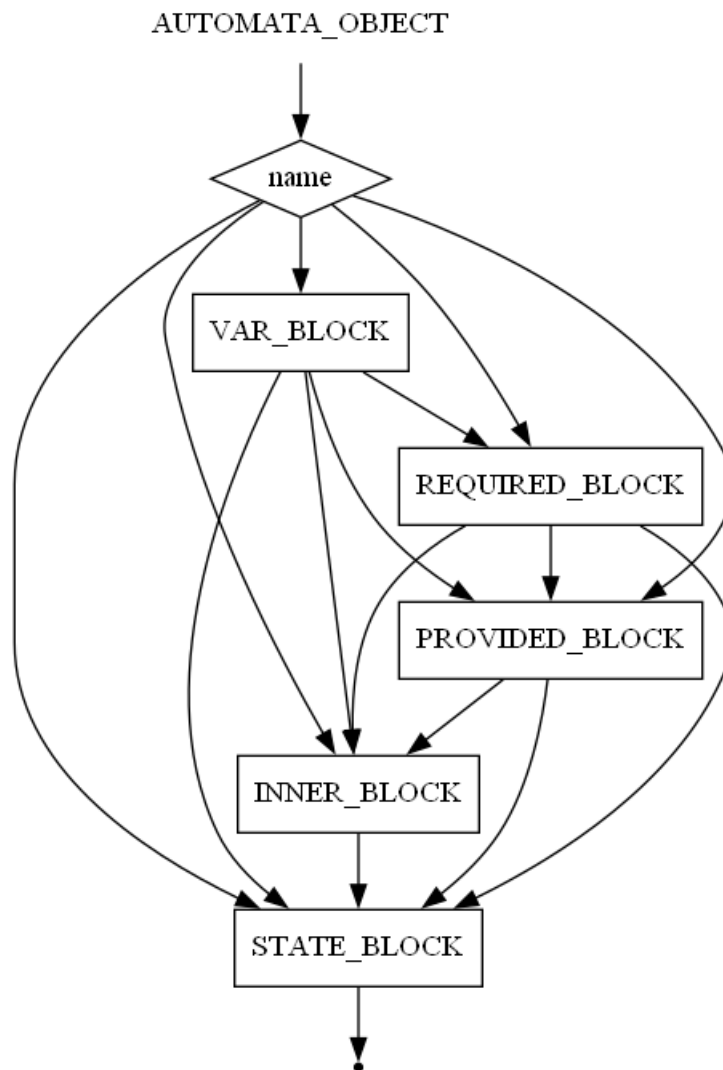 AUTOMATA_OBJECT
name
VAR_BLOCK
REQUIRED_BLOCK
PROVIDED_BLOCK
INNER_BLOCK
STATE_BLOCK